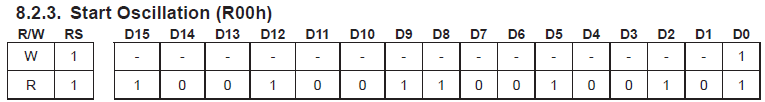 8.2.3. Start Oscillation (R00h)
R/W RS D15 D14 D13 D12 D11 D10 D9 D8 D7 D6 D5 D4 D3 D2 D1 D0
W 1 - - - - - - - - - - - - - - - 1
R 1 1 0 0 1 0 0 1 1 0 0 1 0 0 1 0 1